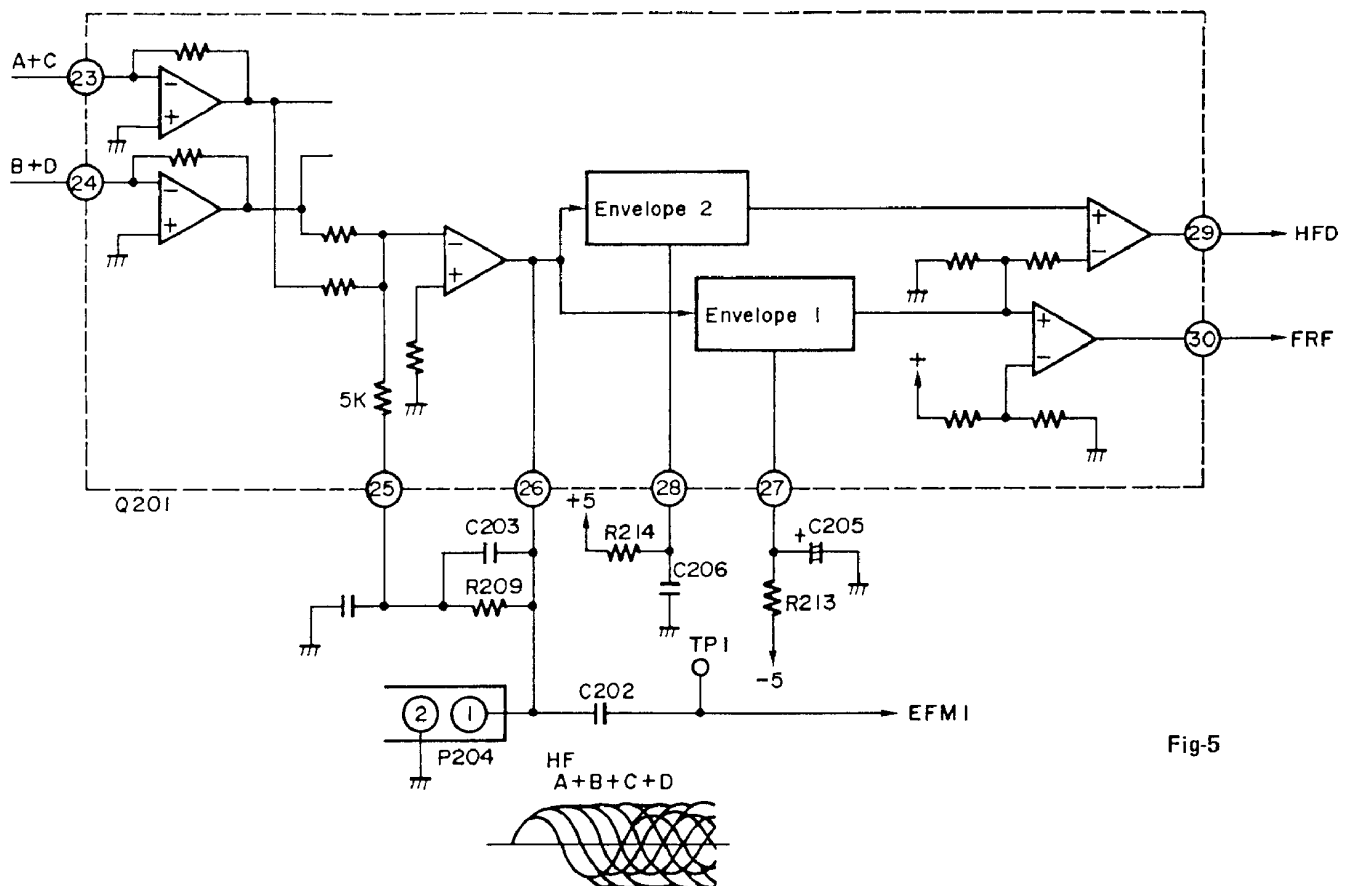 A+C
23
−
+
B+D
24
−
+
Envelope 2
+
−
29
HFD
−
+
Envelope 1
+
−
30
FRF
+
5K
Q201
25
26
28
27
+5
C203
R214
+
C205
C206
R209
R213
TP1
-5
C202
EFM1
2
1
P204
Fig-5
HF
A+B+C+D